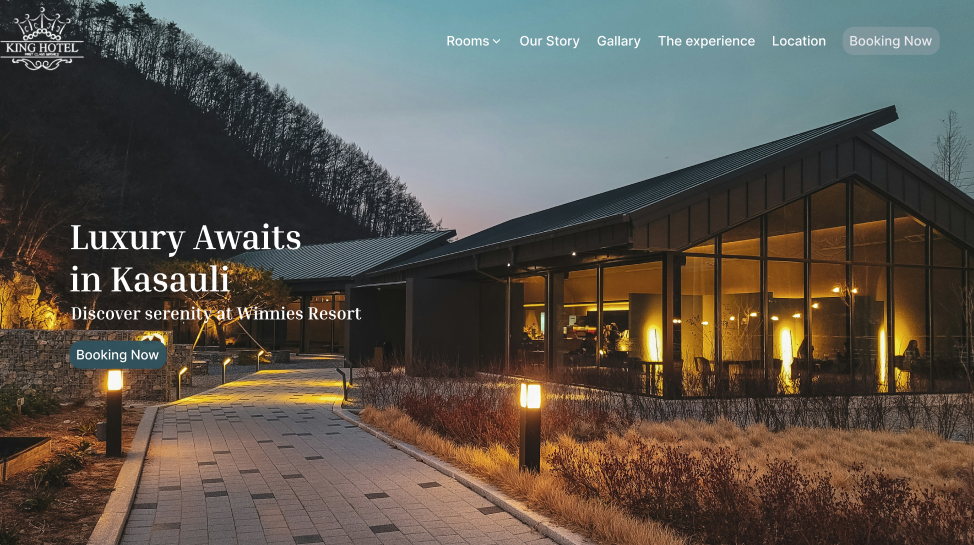 KING HOTEL
Rooms
Our Story
Gallary
The experience
Location
Booking Now
Luxury Awaits
in Kasauli
Discover serenity at Winnies Resort
Booking Now